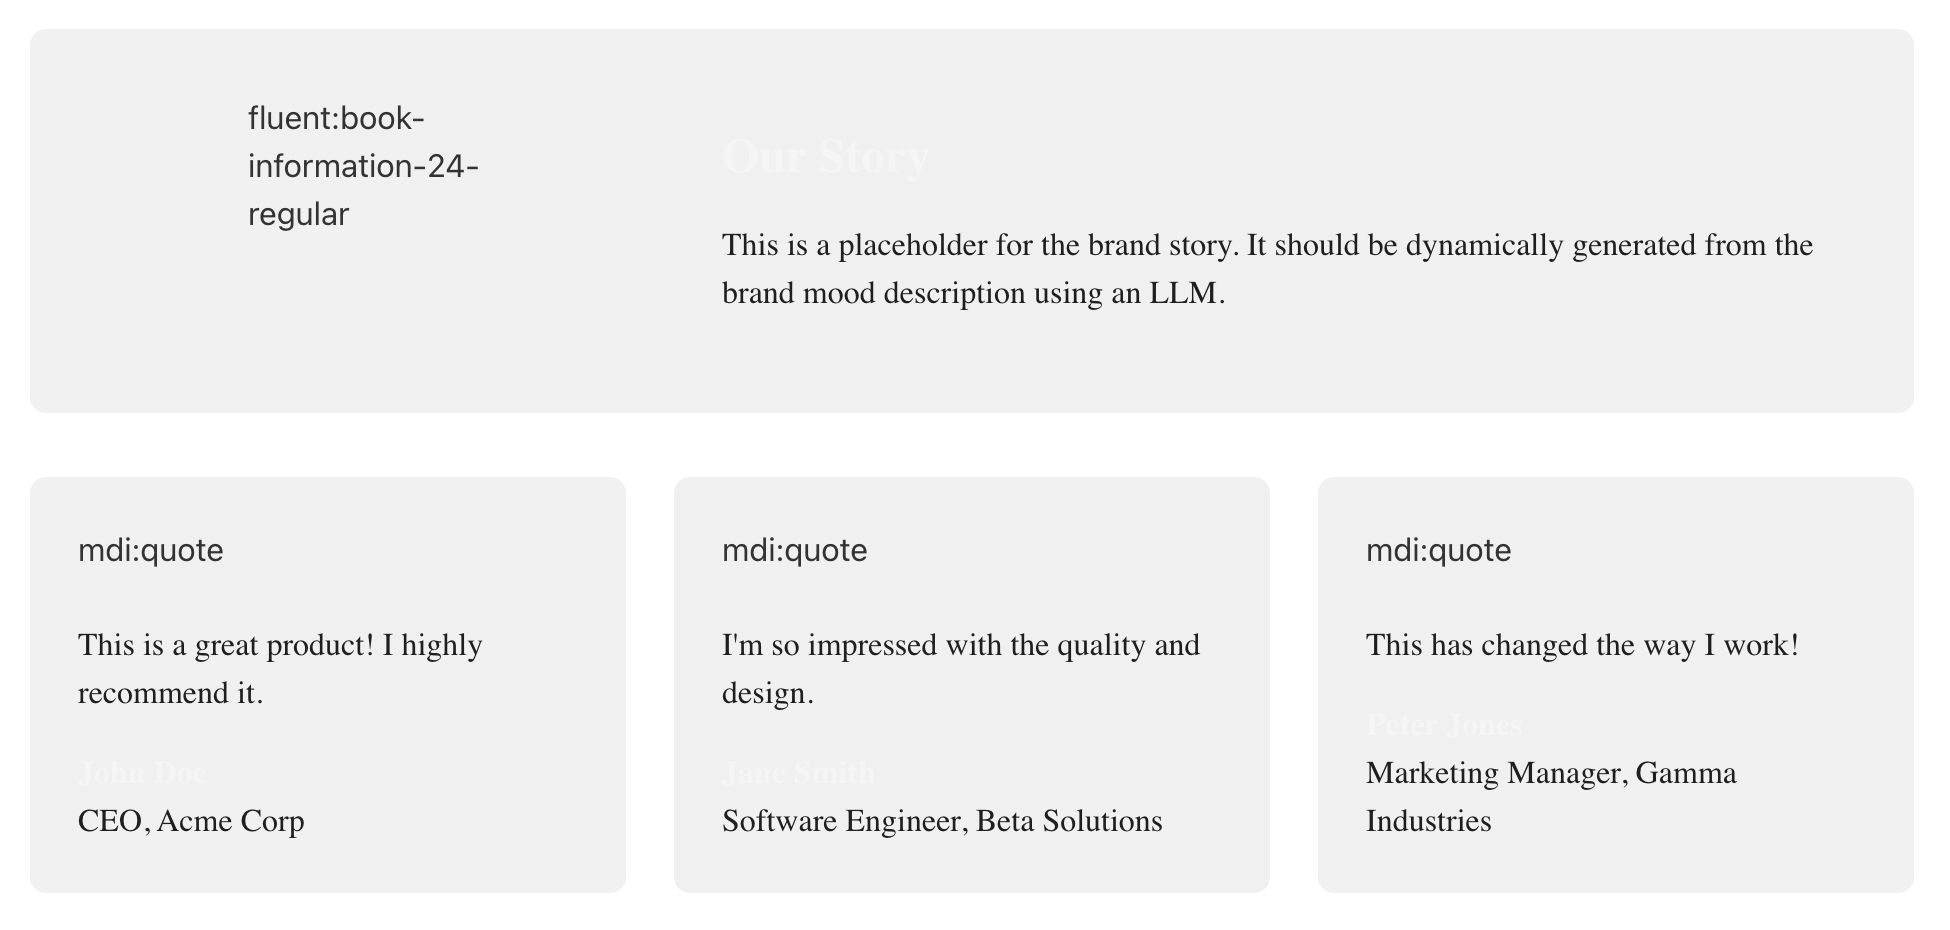 fluent:book-
information-24-
regular
Our Story
This is a placeholder for the brand story. It should be dynamically generated from the
brand mood description using an LLM.
mdi:quote
This is a great product! I highly
recommend it.
John Doe
CEO, Acme Corp
mdi:quote
I'm so impressed with the quality and
design.
Jane Smith
Software Engineer, Beta Solutions
mdi:quote
This has changed the way I work!
Peter Jones
Marketing Manager, Gamma
Industries